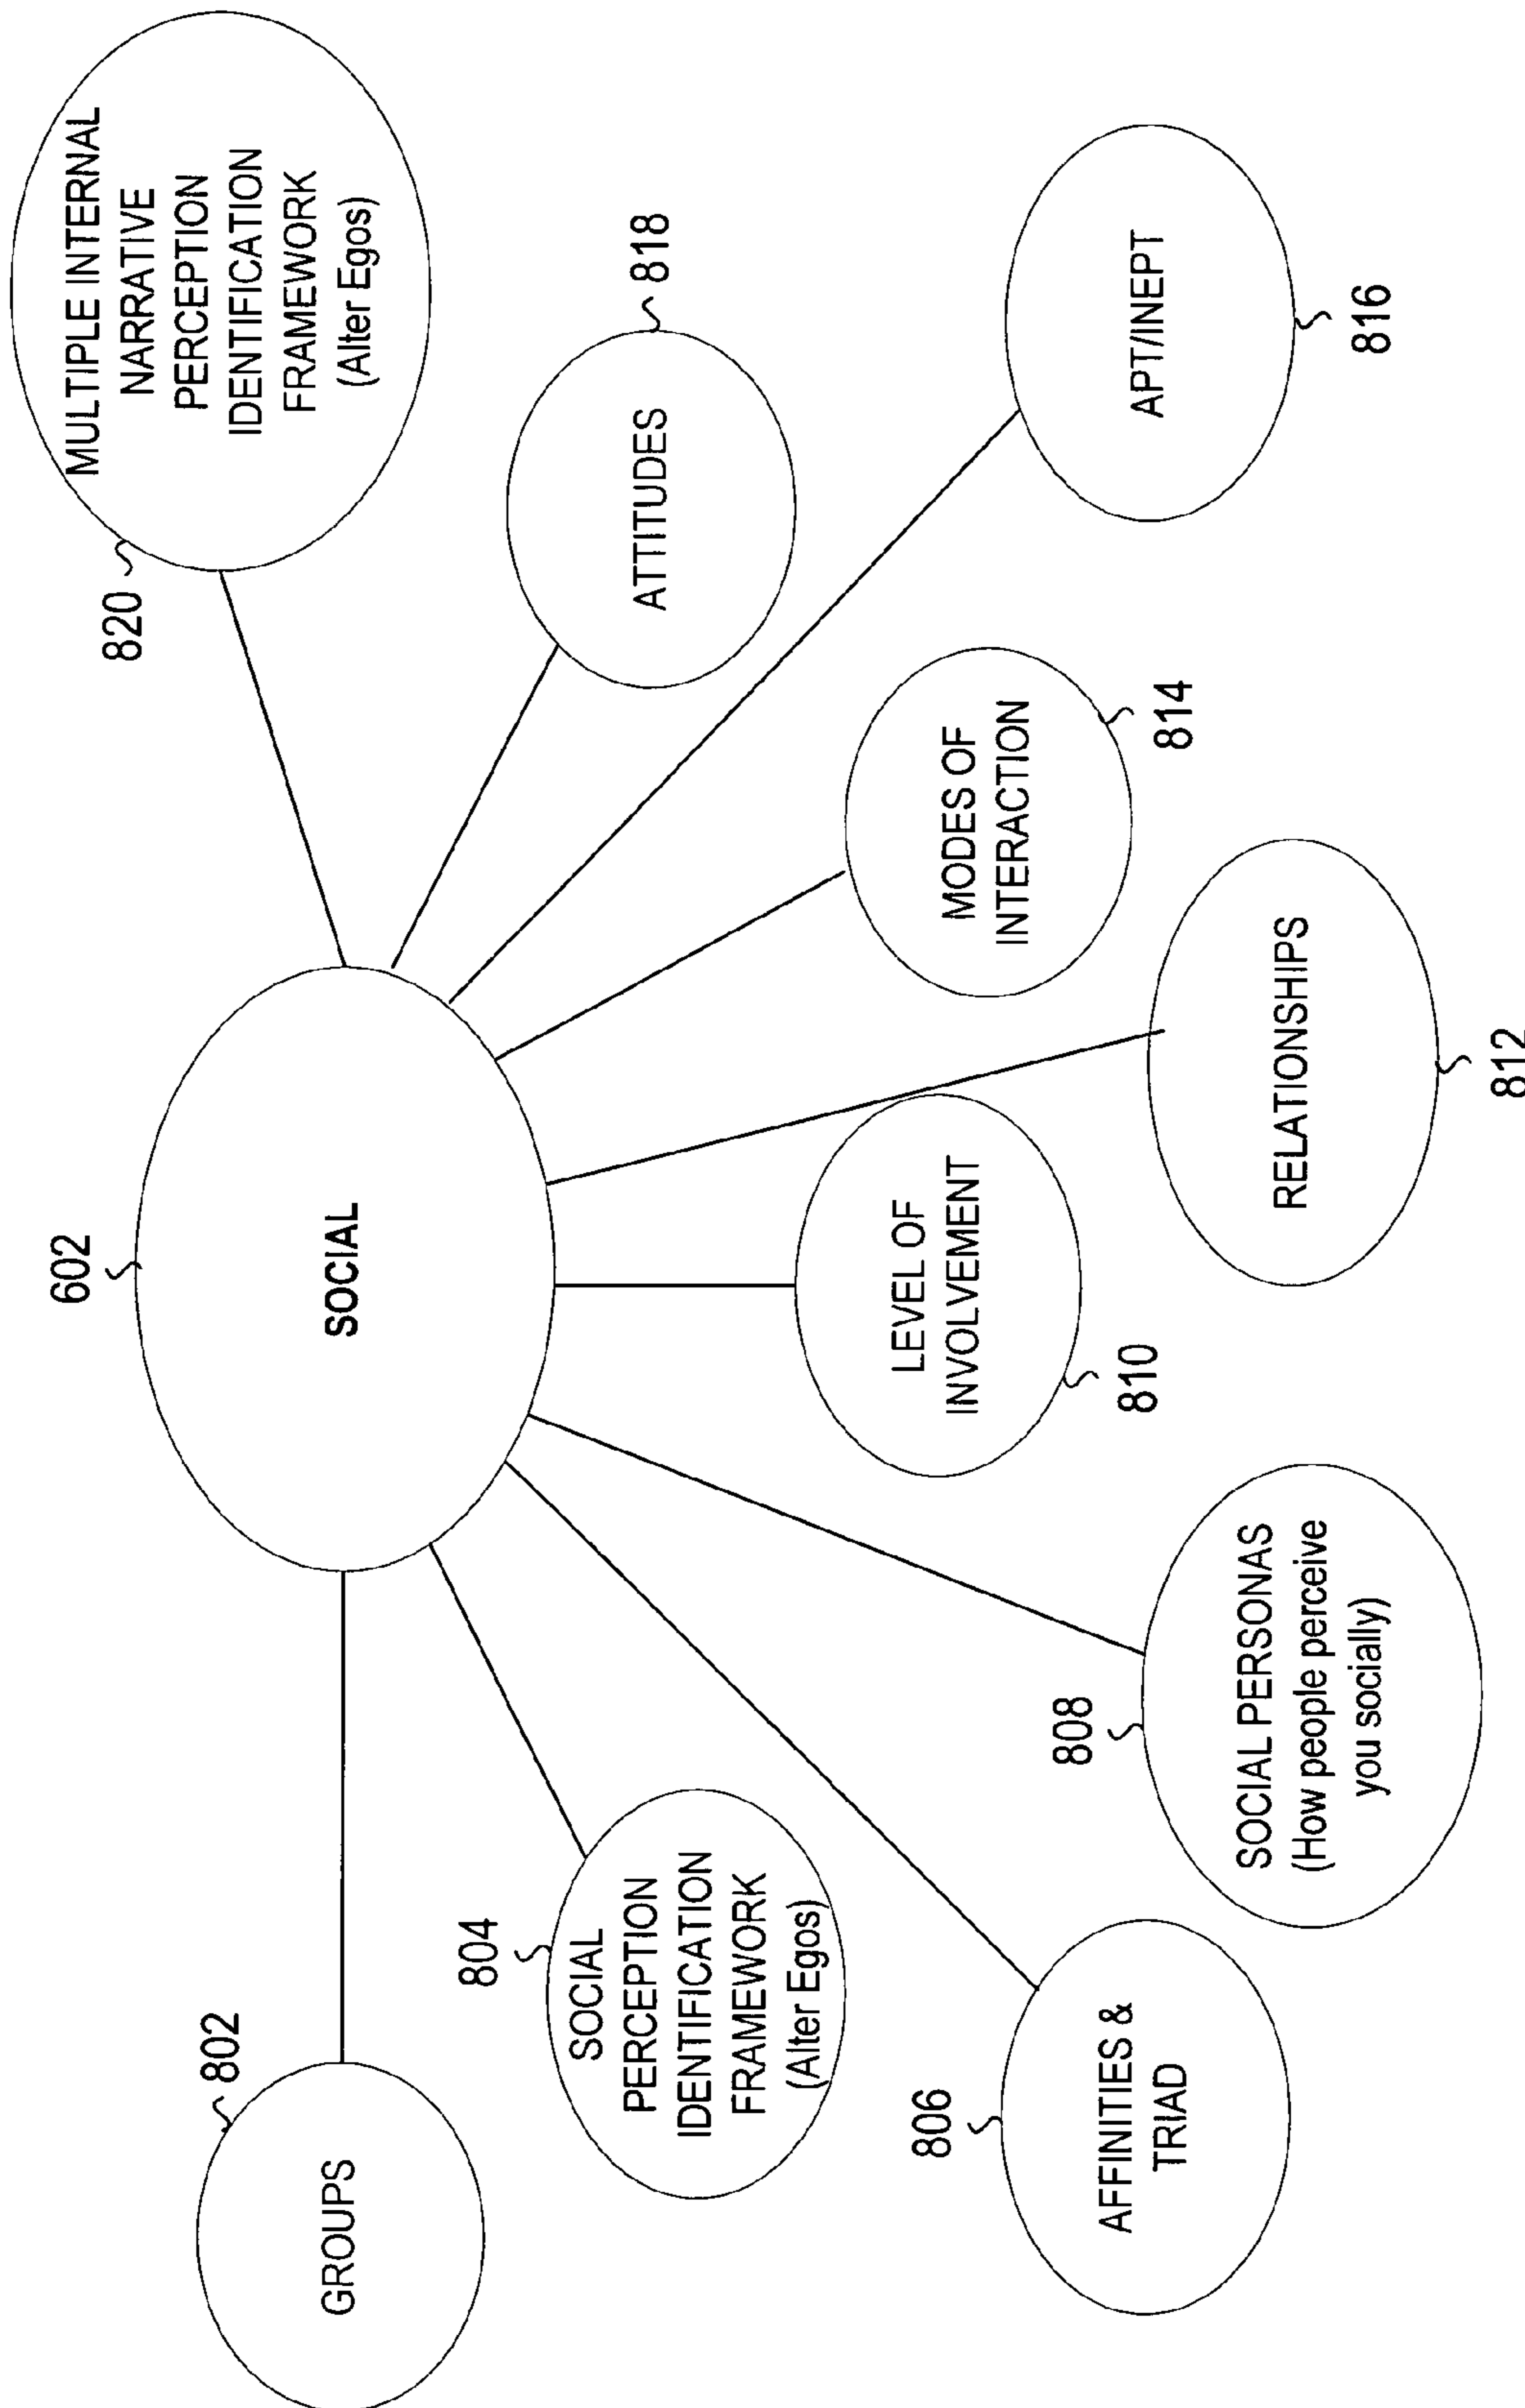 602
SOCIAL
802
GROUPS
804
SOCIAL
PERCEPTION
IDENTIFICATION
FRAMEWORK
(Alter Egos)
806
AFFINITIES &
TRIAD
808
SOCIAL PERSONAS
(How people perceive
you socially)
LEVEL OF
INVOLVEMENT
810
RELATIONSHIPS
812
MODES OF
INTERACTION
814
APT/INEPT
816
ATTITUDES
818
820
MULTIPLE INTERNAL
NARRATIVE
PERCEPTION
IDENTIFICATION
FRAMEWORK
(Alter Egos)